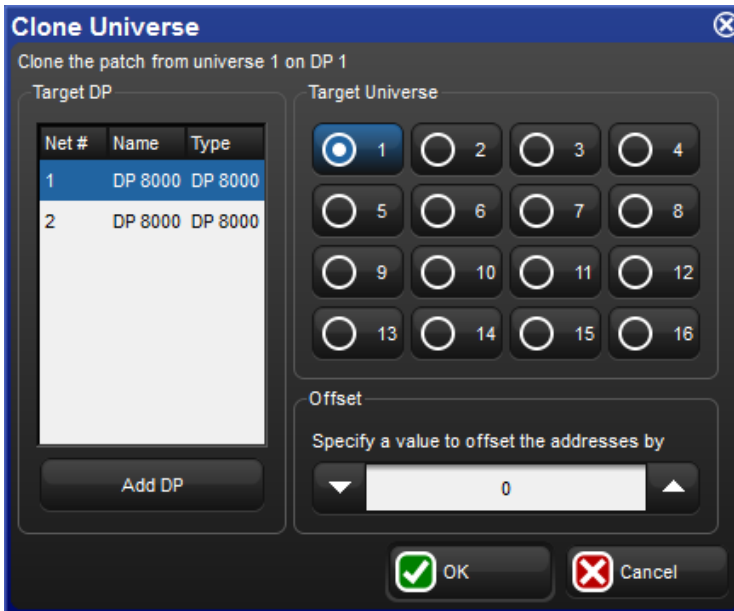 Clone Universe
Clone the patch from universe 1 on DP 1
Target DP
Net # Name Type
1 DP 8000 DP 8000
2 DP 8000 DP 8000
Add DP
Target Universe
1 2 3 4
5 6 7 8
9 10 11 12
13 14 15 16
Offset
Specify a value to offset the addresses by
0
OK Cancel